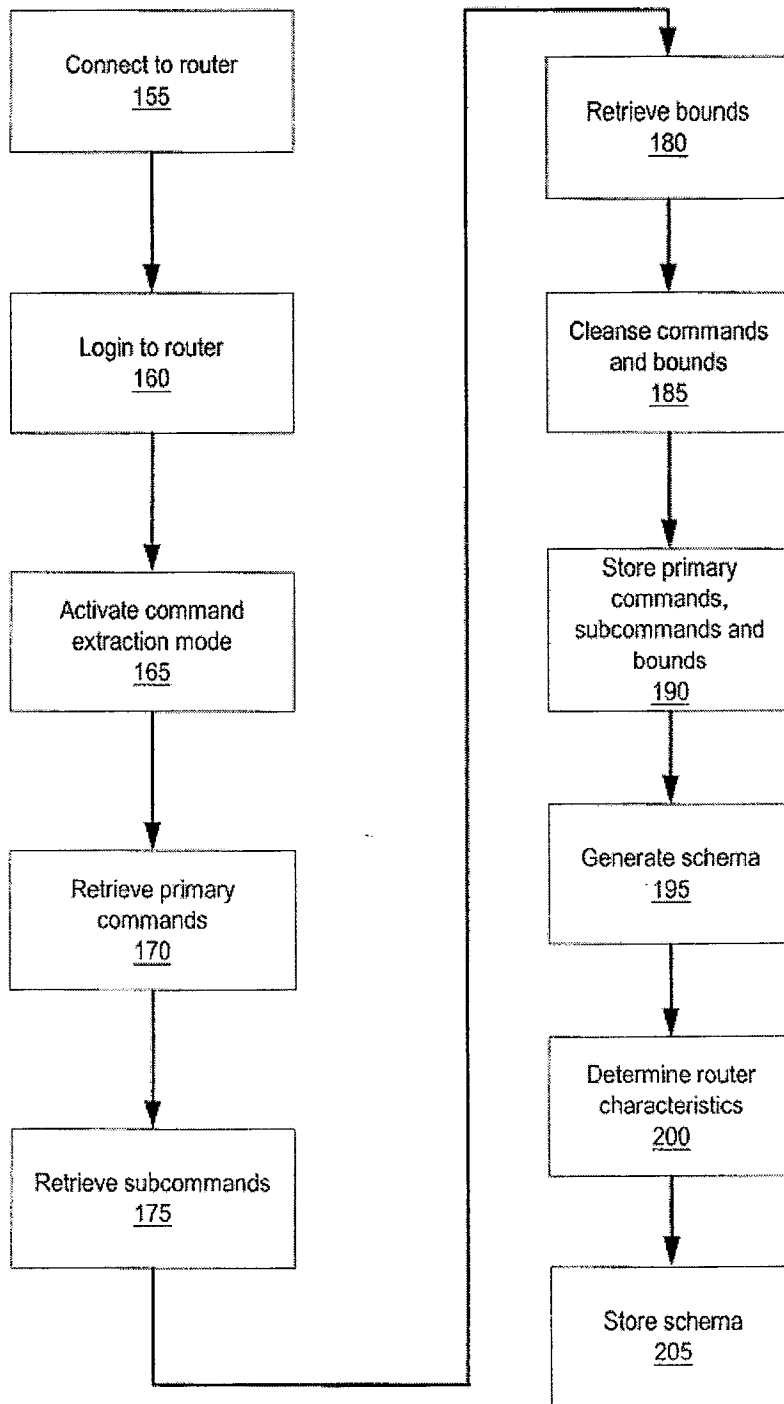 Connect to router
155
Login to router
160
Activate command
extraction mode
165
Retrieve primary
commands
170
Retrieve subcommands
175
Retrieve bounds
180
Cleanse commands
and bounds
185
Store primary
commands,
subcommands and
bounds
190
Generate schema
195
Determine router
characteristics
200
Store schema
205